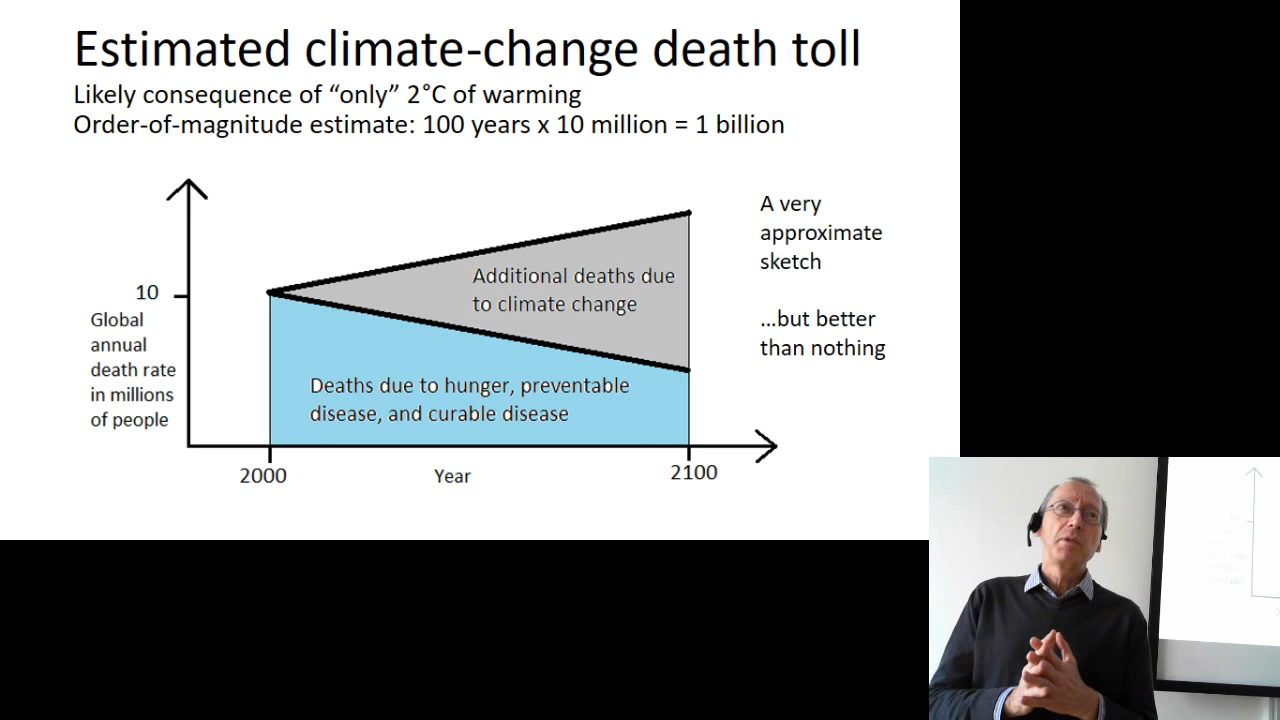 Estimated climate-change death toll
Likely consequence of “only” 2°C of warming
Order-of-magnitude estimate: 100 years x 10 million = 1 billion
A very
approximate
sketch
…but better
than nothing
10
Global
annual
death rate
in millions
of people
Additional deaths due
to climate change
Deaths due to hunger, preventable
disease, and curable disease
2000
Year
2100